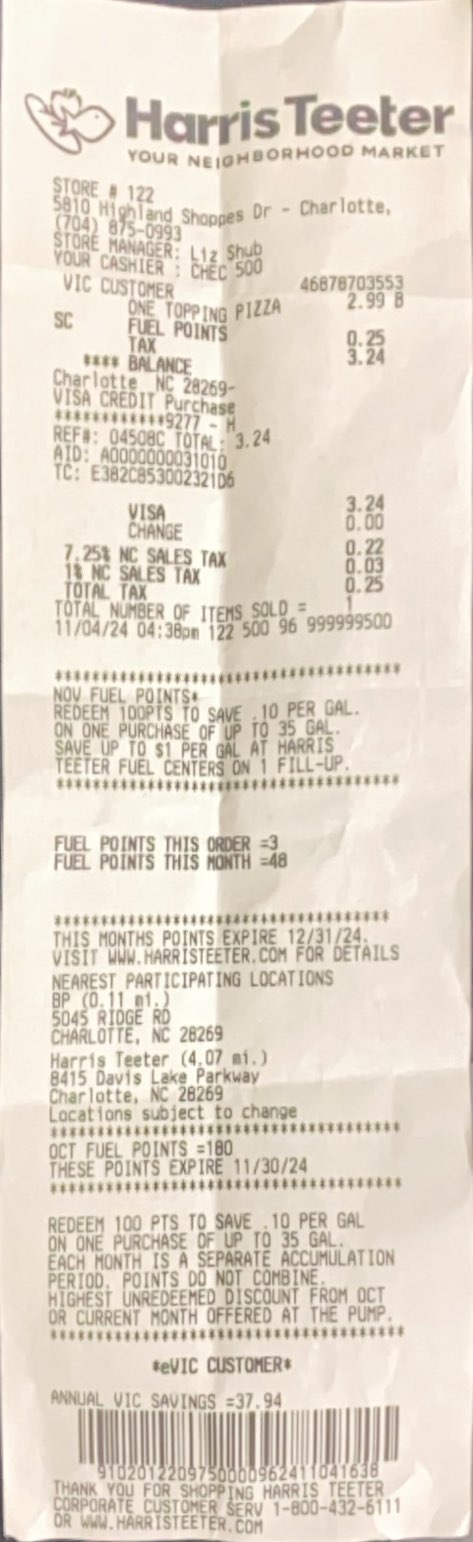 Harris Teeter
YOUR NEIGHBORHOOD MARKET
STORE # 122
5810 Highland Shoppes Dr - Charlotte,
(704) 875-0993
STORE MANAGER: Liz Shub
YOUR CASHIER : CHEC 500
VIC CUSTOMER 46878703553
ONE TOPPING PIZZA 2.99 B
SC FUEL POINTS
TAX 0.25
**** BALANCE 3.24
Charlotte NC 28269-
VISA CREDIT Purchase
************9277 - H
REF#: 04508C TOTAL: 3.24
AID: A0000000031010
TC: E382C85300232106
VISA 3.24
CHANGE 0.00
7.25% NC SALES TAX 0.22
1% NC SALES TAX 0.03
TOTAL TAX 0.25
TOTAL NUMBER OF ITEMS SOLD = 1
11/04/24 04:38pm 122 500 96 999999500
************************************
NOV FUEL POINTS*
REDEEM 100PTS TO SAVE .10 PER GAL.
ON ONE PURCHASE OF UP TO 35 GAL.
SAVE UP TO $1 PER GAL AT HARRIS
TEETER FUEL CENTERS ON 1 FILL-UP.
************************************
FUEL POINTS THIS ORDER =3
FUEL POINTS THIS MONTH =48
************************************
THIS MONTHS POINTS EXPIRE 12/31/24.
VISIT WWW.HARRISTEETER.COM FOR DETAILS
NEAREST PARTICIPATING LOCATIONS
BP (0.11 mi.)
5045 RIDGE RD
CHARLOTTE, NC 28269
Harris Teeter (4.07 mi.)
8415 Davis Lake Parkway
Charlotte, NC 28269
Locations subject to change
************************************
OCT FUEL POINTS =180
THESE POINTS EXPIRE 11/30/24
************************************
REDEEM 100 PTS TO SAVE .10 PER GAL
ON ONE PURCHASE OF UP TO 35 GAL.
EACH MONTH IS A SEPARATE ACCUMULATION
PERIOD. POINTS DO NOT COMBINE.
HIGHEST UNREDEEMED DISCOUNT FROM OCT
OR CURRENT MONTH OFFERED AT THE PUMP.
************************************
*eVIC CUSTOMER*
ANNUAL VIC SAVINGS =37.94
9102012209750000962411041638
THANK YOU FOR SHOPPING HARRIS TEETER
CORPORATE CUSTOMER SERV 1-800-432-6111
OR WWW.HARRISTEETER.COM